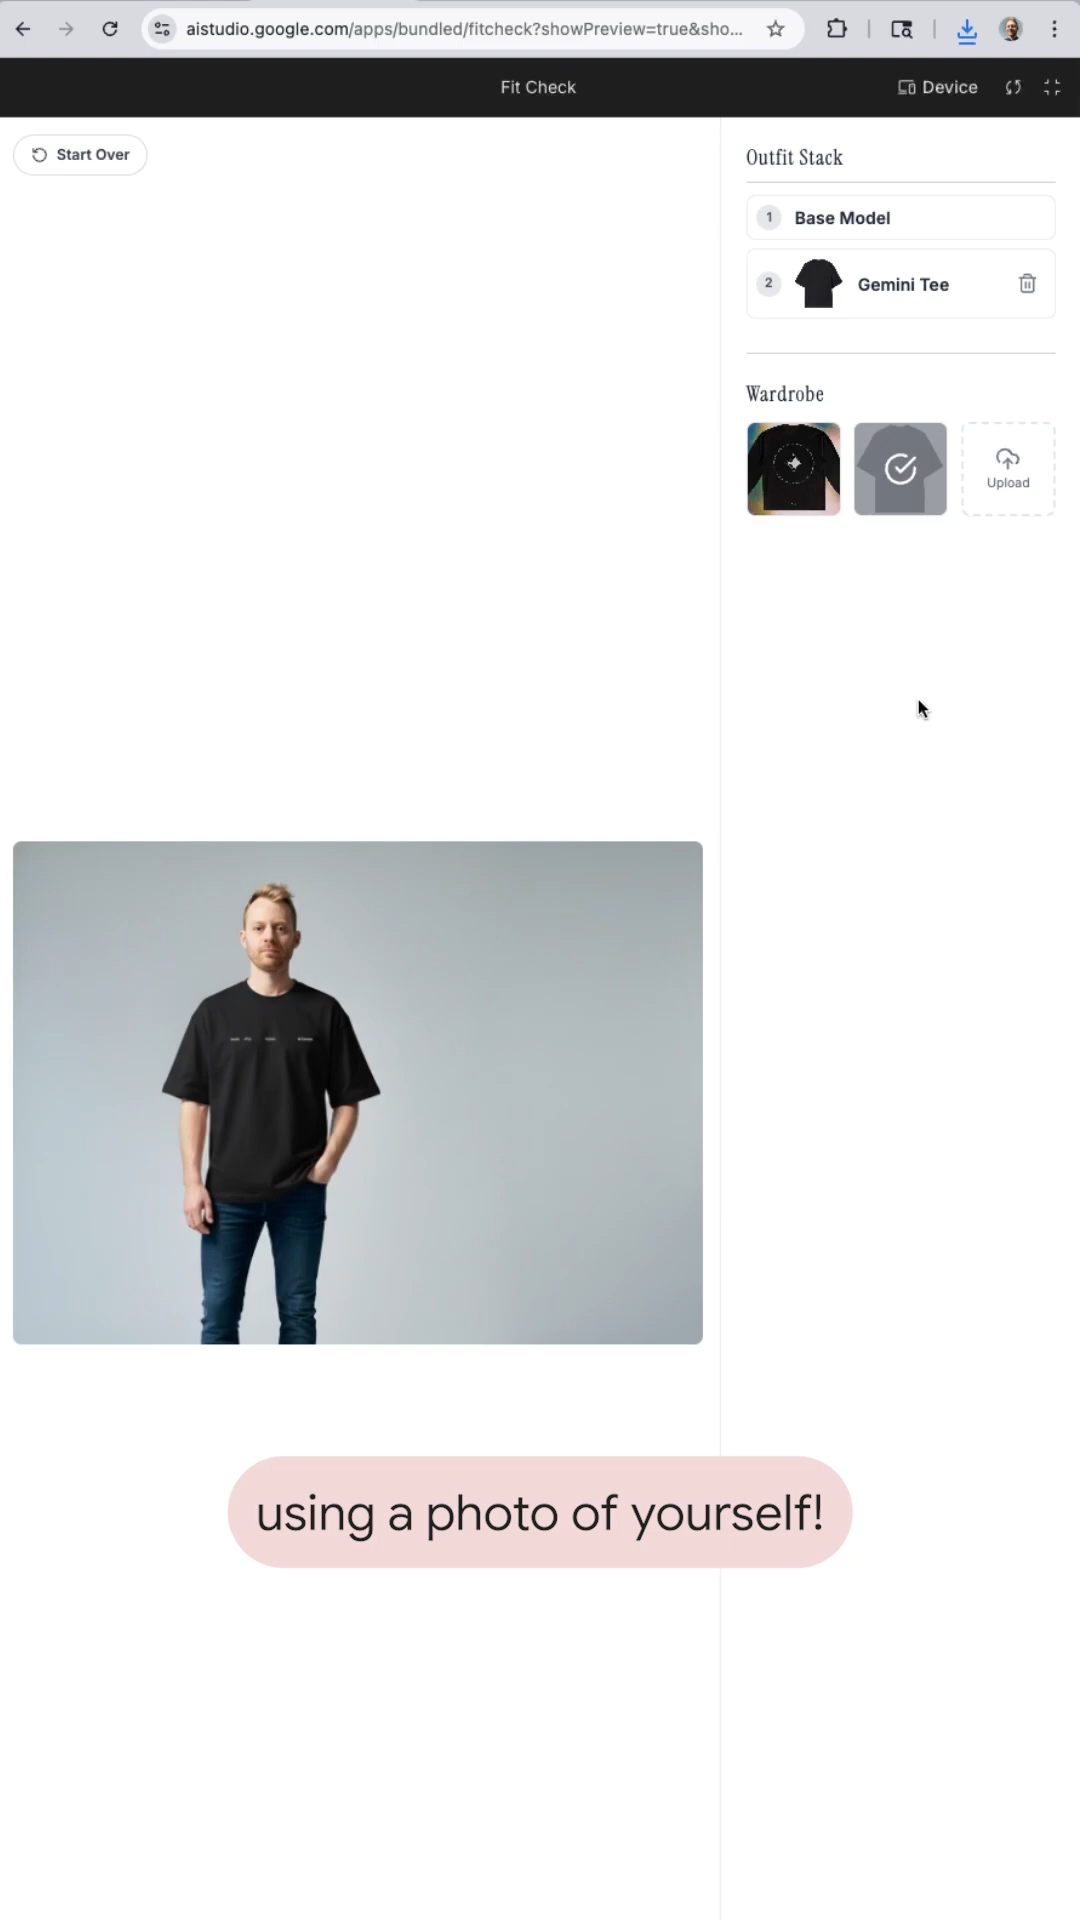 aistudio.google.com/apps/bundled/fitcheck?showPreview=true&sho...
Fit Check
Device
Start Over
Outfit Stack
1 Base Model
2 Gemini Tee
Wardrobe
Upload
using a photo of yourself!